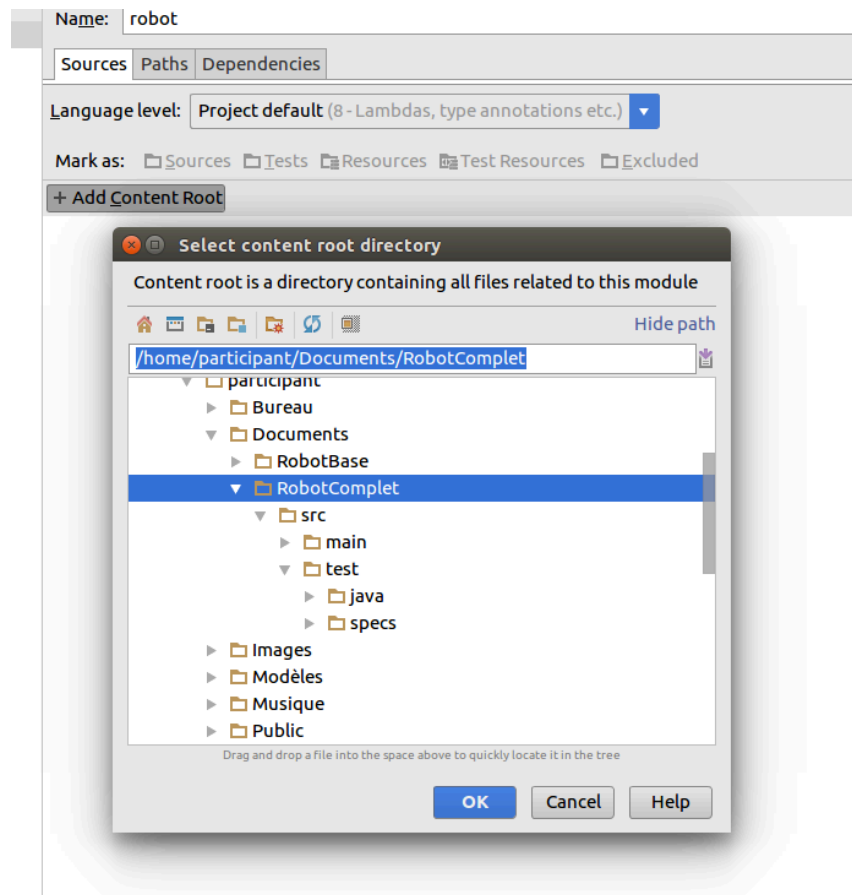 Name: robot
Sources Paths Dependencies
Language level: Project default (8 - Lambdas, type annotations etc.)
Mark as: Sources Tests Resources Test Resources Excluded
+ Add Content Root
Select content root directory
Content root is a directory containing all files related to this module
Hide path
/home/participant/Documents/RobotComplet
participant
Bureau
Documents
RobotBase
RobotComplet
src
main
test
java
specs
Images
Modèles
Musique
Public
Drag and drop a file into the space above to quickly locate it in the tree
OK Cancel Help